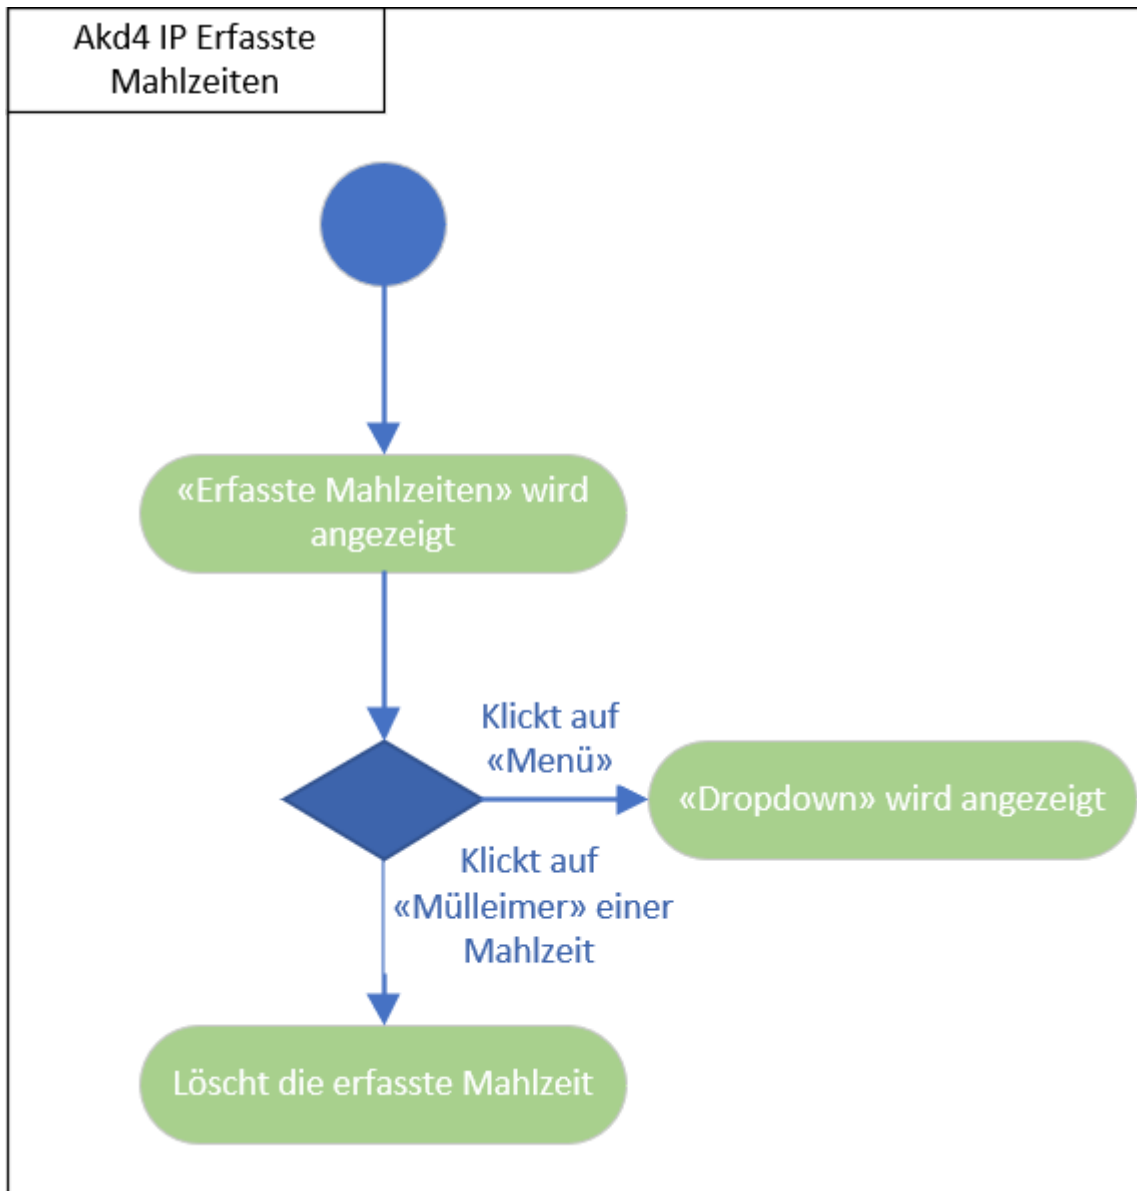 Akd4 IP Erfasste
Mahlzeiten
«Erfasste Mahlzeiten» wird
angezeigt
Klickt auf
«Menü»
«Dropdown» wird angezeigt
Klickt auf
«Mülleimer» einer
Mahlzeit
Löscht die erfasste Mahlzeit